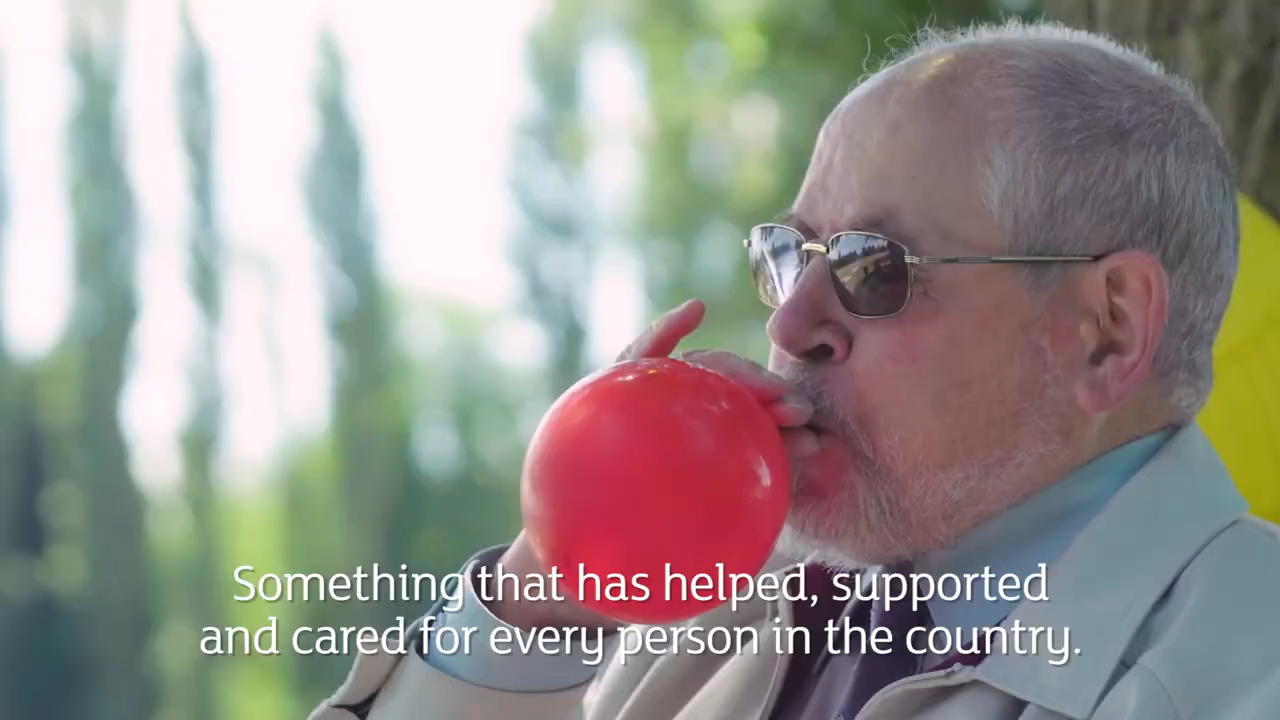 Something that has helped, supported
and cared for every person in the country.